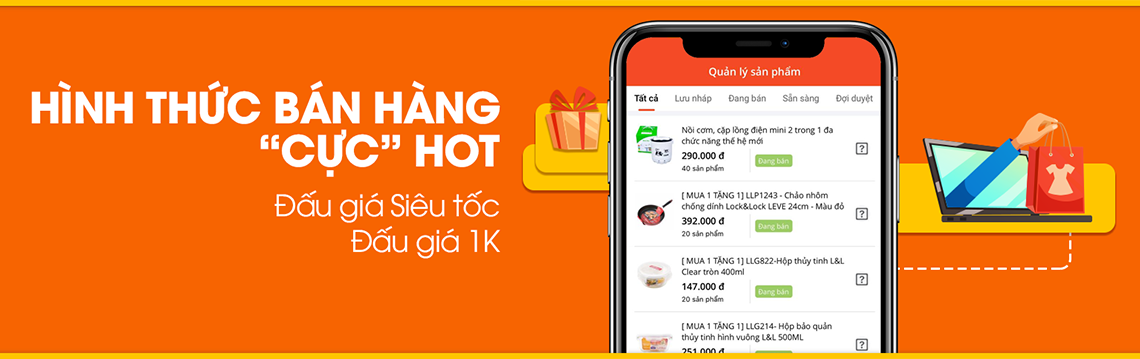 HÌNH THỨC BÁN HÀNG
“CỰC” HOT
Đấu giá Siêu tốc
Đấu giá 1K
Quản lý sản phẩm
Tất cả Lưu nháp Đang bán Sẵn sàng Đợi duyệt
Nồi cơm, cặp lồng điện mini 2 trong 1 đa
chức năng thế hệ mới
290.000 đ
Đang bán
40 sản phẩm
?
[ MUA 1 TẶNG 1] LLP1243 - Chảo nhôm
chống dính Lock&Lock LEVE 24cm - Màu đỏ
392.000 đ
Đang bán
20 sản phẩm
?
[ MUA 1 TẶNG 1] LLG822-Hộp thủy tinh L&L
Clear tròn 400ml
147.000 đ
Đang bán
20 sản phẩm
?
[ MUA 1 TẶNG 1] LLG214- Hộp bảo quản
thủy tinh hình vuông L&L 500ML
251.000 đ
Đang bán
?